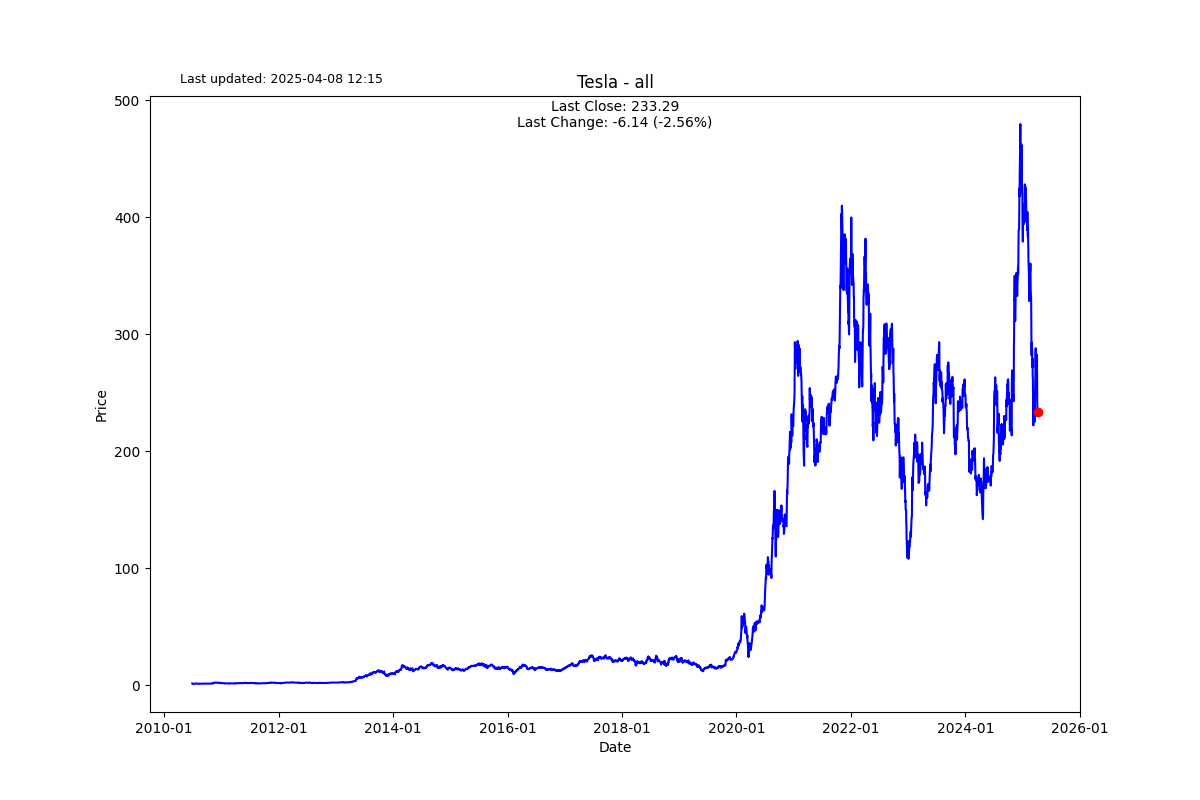 Last updated: 2025-04-08 12:15
Tesla - all
Last Close: 233.29
Last Change: -6.14 (-2.56%)
500
400
300
200
100
0
Price
2010-01
2012-01
2014-01
2016-01
2018-01
2020-01
2022-01
2024-01
2026-01
Date